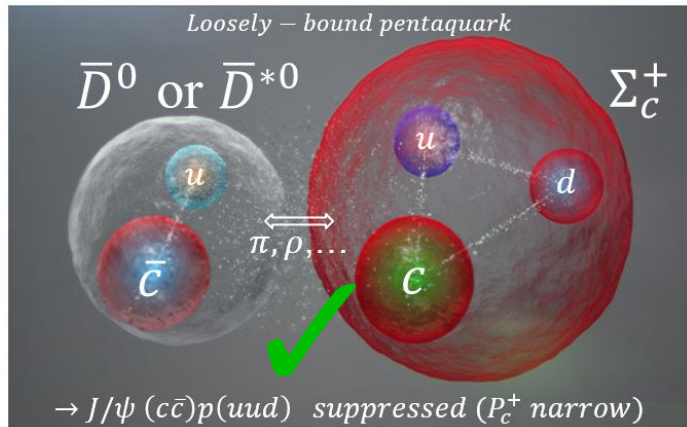 Loosely – bound pentaquark
D̄⁰ or D̄*⁰
Σc⁺
u
u
d
π, ρ, …
c̄
c
→ J/ψ (cc̄)p(uud) suppressed (Pc⁺ narrow)